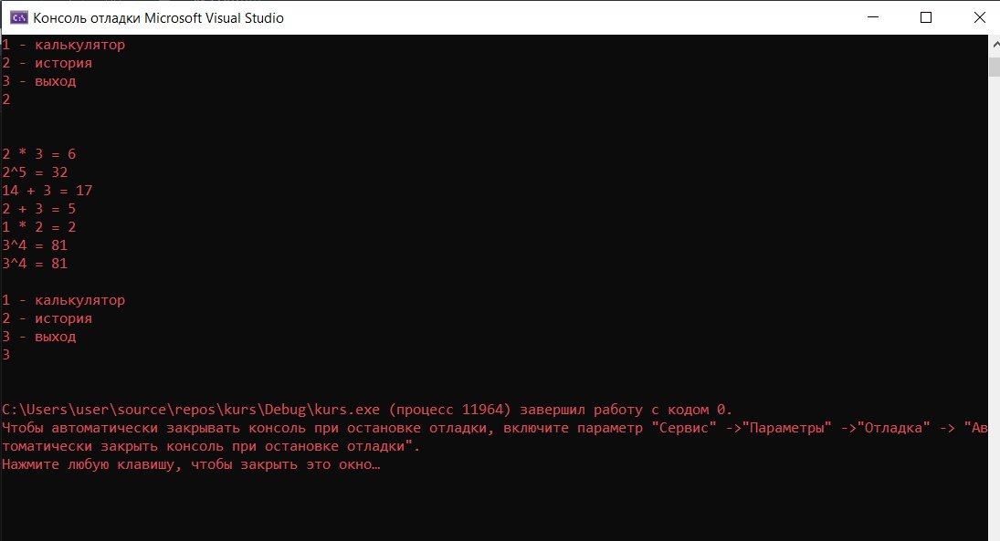 Консоль отладки Microsoft Visual Studio
1 - калькулятор
2 - история
3 - выход
2
2 * 3 = 6
2^5 = 32
14 + 3 = 17
2 + 3 = 5
1 * 2 = 2
3^4 = 81
3^4 = 81
1 - калькулятор
2 - история
3 - выход
3
C:\Users\user\source\repos\kurs\Debug\kurs.exe (процесс 11964) завершил работу с кодом 0.
Чтобы автоматически закрывать консоль при остановке отладки, включите параметр "Сервис" ->"Параметры" ->"Отладка" -> "Ав
томатически закрыть консоль при остановке отладки".
Нажмите любую клавишу, чтобы закрыть это окно…